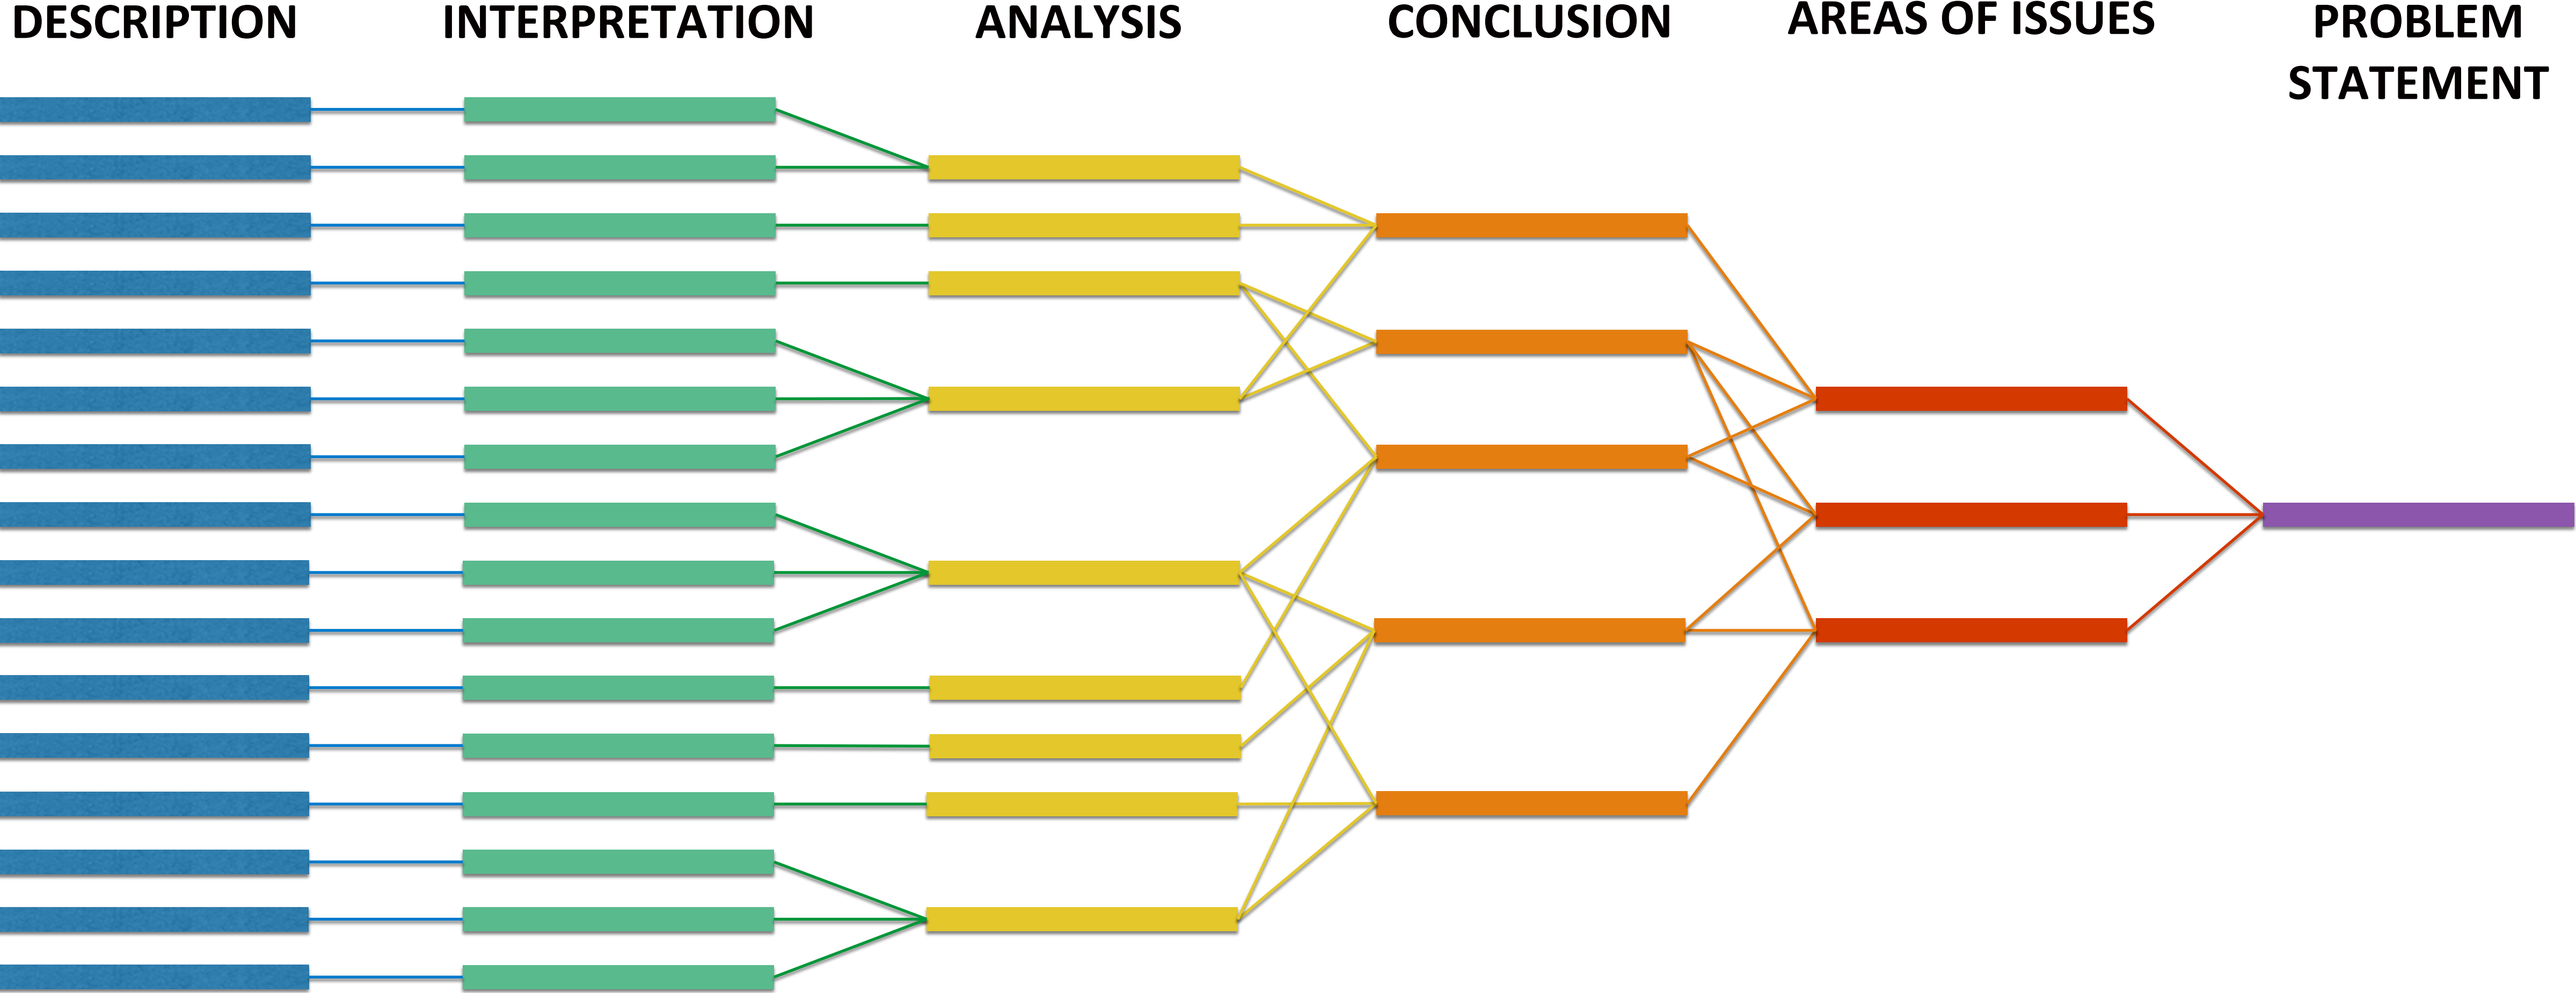 DESCRIPTION
INTERPRETATION
ANALYSIS
CONCLUSION
AREAS OF ISSUES
PROBLEM
STATEMENT